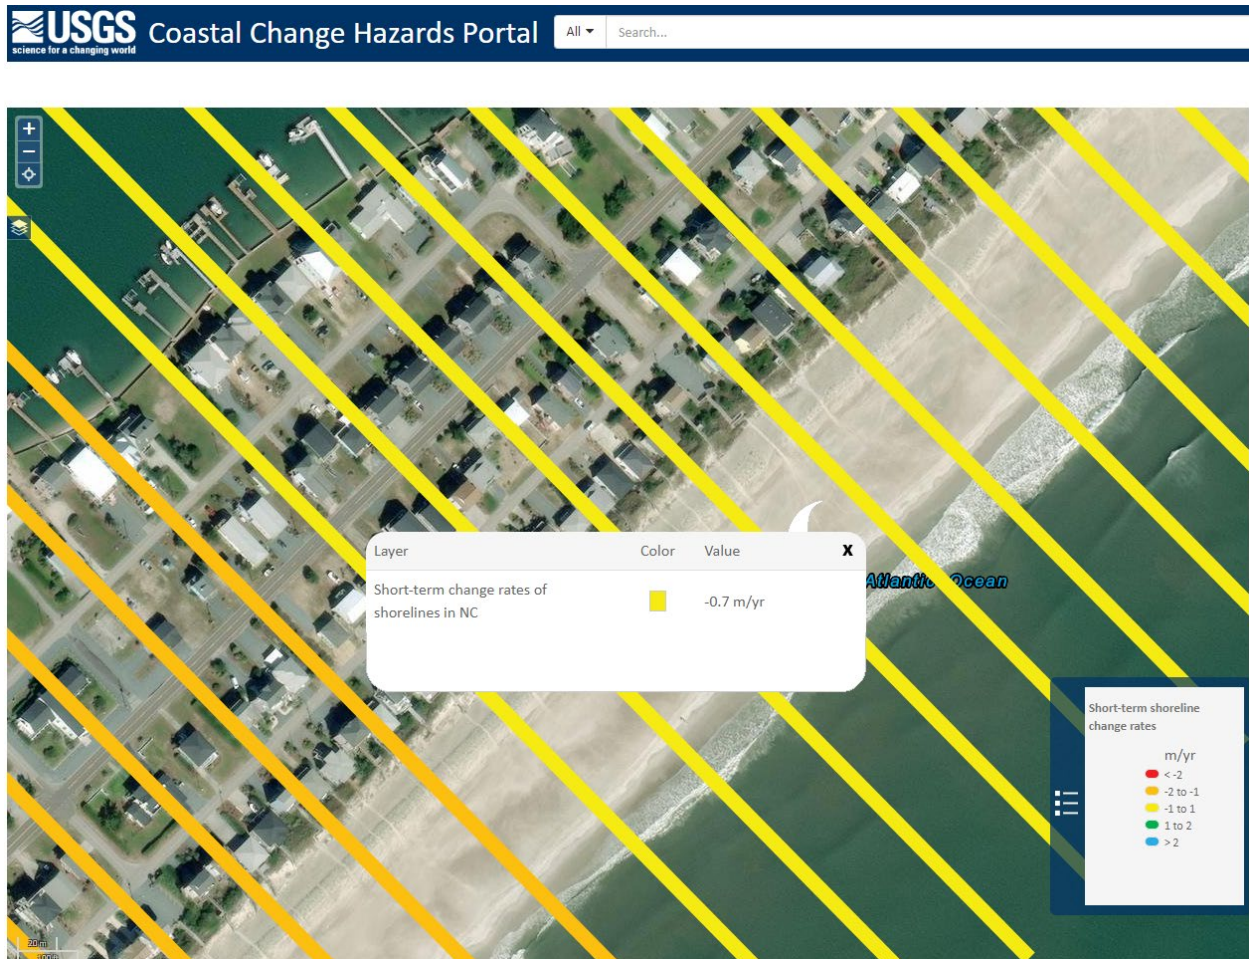 USGS
science for a changing world
Coastal Change Hazards Portal
All
Search...
+
−
Layer Color Value X
Short-term change rates of
shorelines in NC
-0.7 m/yr
Atlantic Ocean
Short-term shoreline
change rates
m/yr
< -2
-2 to -1
-1 to 1
1 to 2
> 2
20 m
100 ft